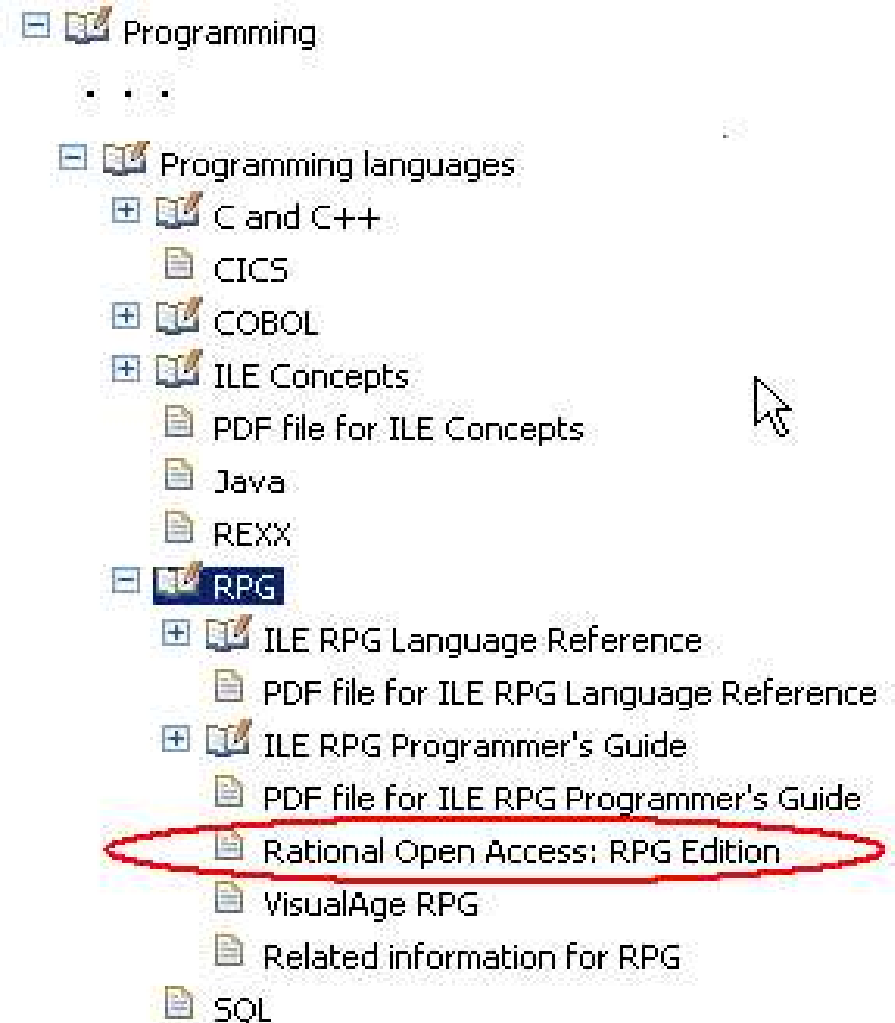 Programming
. . .
Programming languages
C and C++
CICS
COBOL
ILE Concepts
PDF file for ILE Concepts
Java
REXX
RPG
ILE RPG Language Reference
PDF file for ILE RPG Language Reference
ILE RPG Programmer's Guide
PDF file for ILE RPG Programmer's Guide
Rational Open Access: RPG Edition
VisualAge RPG
Related information for RPG
SQL